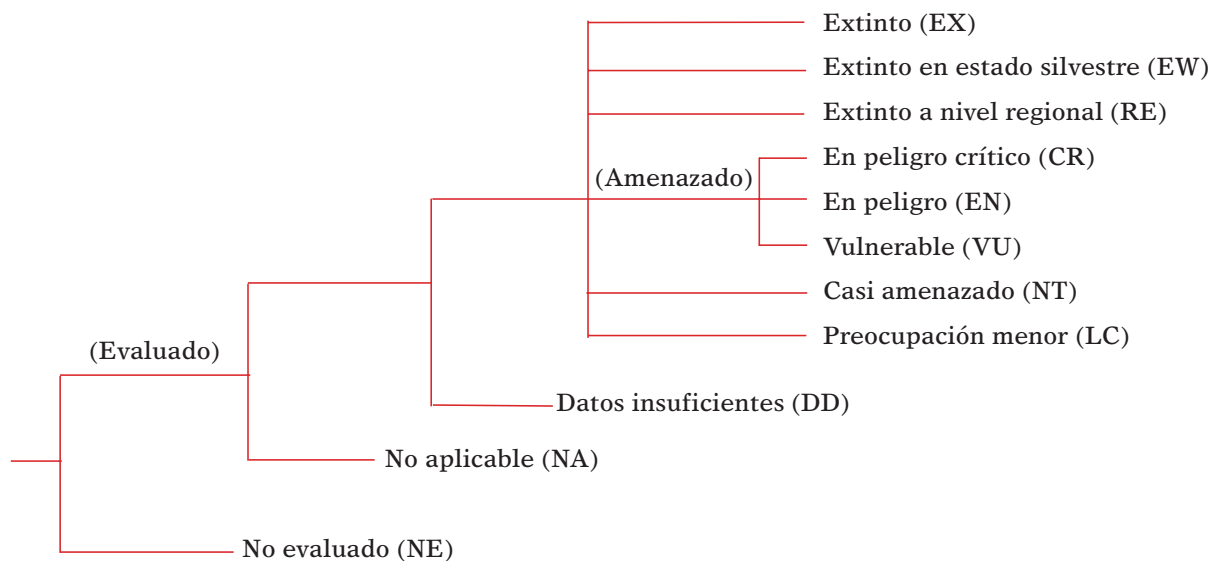 Extinto (EX)
Extinto en estado silvestre (EW)
Extinto a nivel regional (RE)
En peligro crítico (CR)
(Amenazado)
En peligro (EN)
Vulnerable (VU)
Casi amenazado (NT)
Preocupación menor (LC)
(Evaluado)
Datos insuficientes (DD)
No aplicable (NA)
No evaluado (NE)